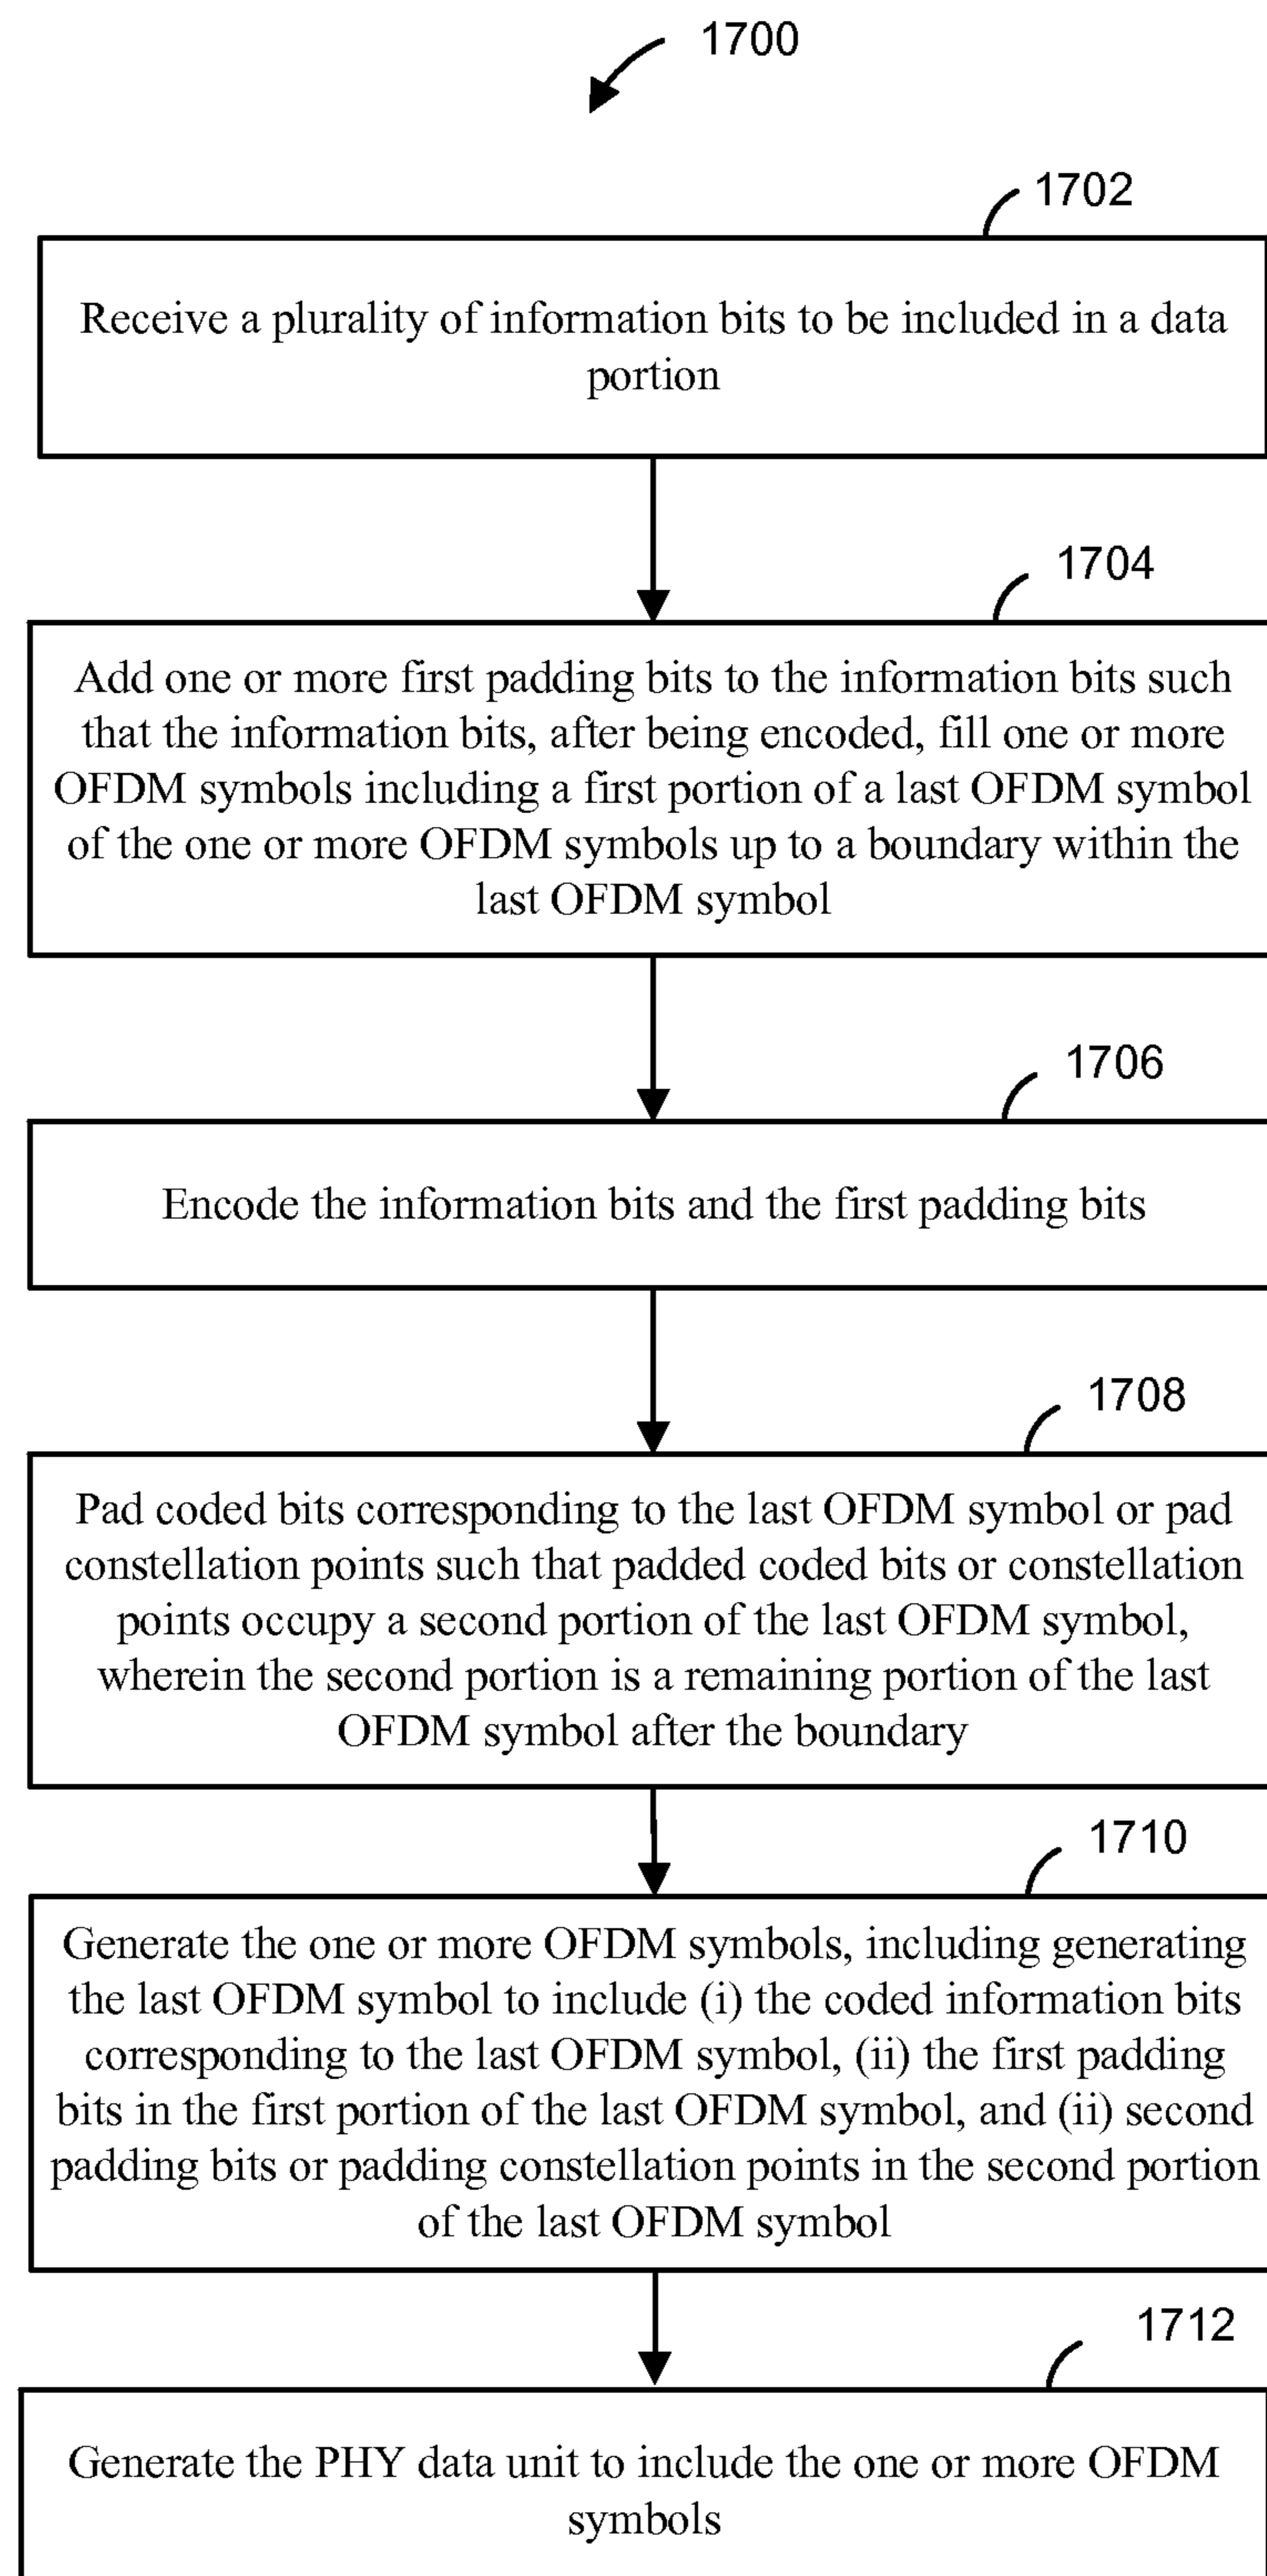 1700
1702
Receive a plurality of information bits to be included in a data
portion
1704
Add one or more first padding bits to the information bits such
that the information bits, after being encoded, fill one or more
OFDM symbols including a first portion of a last OFDM symbol
of the one or more OFDM symbols up to a boundary within the
last OFDM symbol
1706
Encode the information bits and the first padding bits
1708
Pad coded bits corresponding to the last OFDM symbol or pad
constellation points such that padded coded bits or constellation
points occupy a second portion of the last OFDM symbol,
wherein the second portion is a remaining portion of the last
OFDM symbol after the boundary
1710
Generate the one or more OFDM symbols, including generating
the last OFDM symbol to include (i) the coded information bits
corresponding to the last OFDM symbol, (ii) the first padding
bits in the first portion of the last OFDM symbol, and (ii) second
padding bits or padding constellation points in the second portion
of the last OFDM symbol
1712
Generate the PHY data unit to include the one or more OFDM
symbols